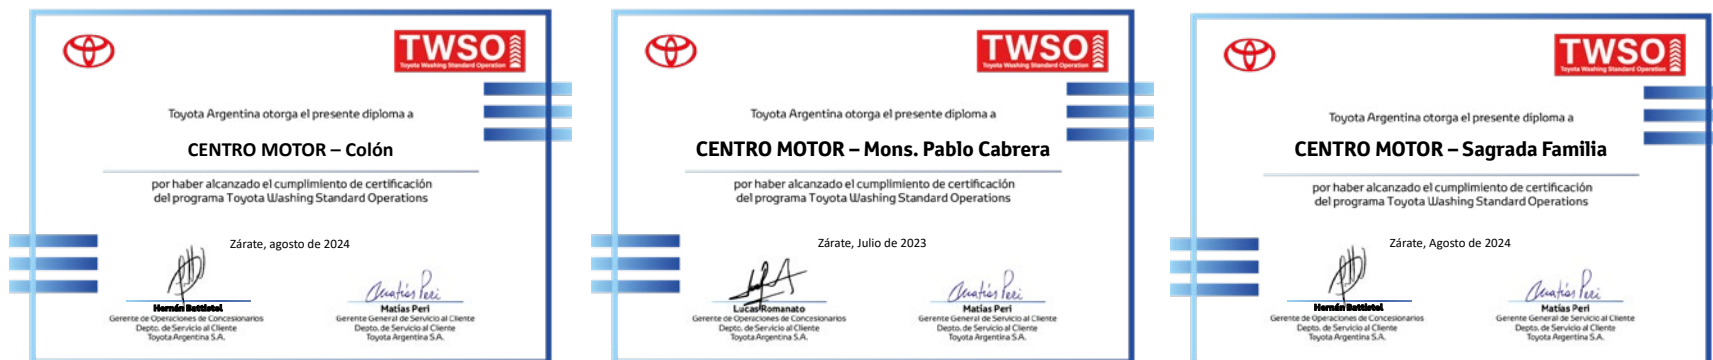 TWSO
Toyota Washing Standard Operation
Toyota Argentina otorga el presente diploma a
CENTRO MOTOR – Colón
por haber alcanzado el cumplimiento de certificación
del programa Toyota Washing Standard Operations
Zárate, agosto de 2024
Hernán Battistel
Gerente de Operaciones de Concesionarios
Depto. de Servicio al Cliente
Toyota Argentina S.A.
Matías Peri
Matías Peri
Gerente General de Servicio al Cliente
Depto. de Servicio al Cliente
Toyota Argentina S.A.
TWSO
Toyota Washing Standard Operation
Toyota Argentina otorga el presente diploma a
CENTRO MOTOR – Mons. Pablo Cabrera
por haber alcanzado el cumplimiento de certificación
del programa Toyota Washing Standard Operations
Zárate, Julio de 2023
Lucas Romanato
Gerente de Operaciones de Concesionarios
Depto. de Servicio al Cliente
Toyota Argentina S.A.
Matías Peri
Matías Peri
Gerente General de Servicio al Cliente
Depto. de Servicio al Cliente
Toyota Argentina S.A.
TWSO
Toyota Washing Standard Operation
Toyota Argentina otorga el presente diploma a
CENTRO MOTOR – Sagrada Familia
por haber alcanzado el cumplimiento de certificación
del programa Toyota Washing Standard Operations
Zárate, Agosto de 2024
Hernán Battistel
Gerente de Operaciones de Concesionarios
Depto. de Servicio al Cliente
Toyota Argentina S.A.
Matías Peri
Matías Peri
Gerente General de Servicio al Cliente
Depto. de Servicio al Cliente
Toyota Argentina S.A.